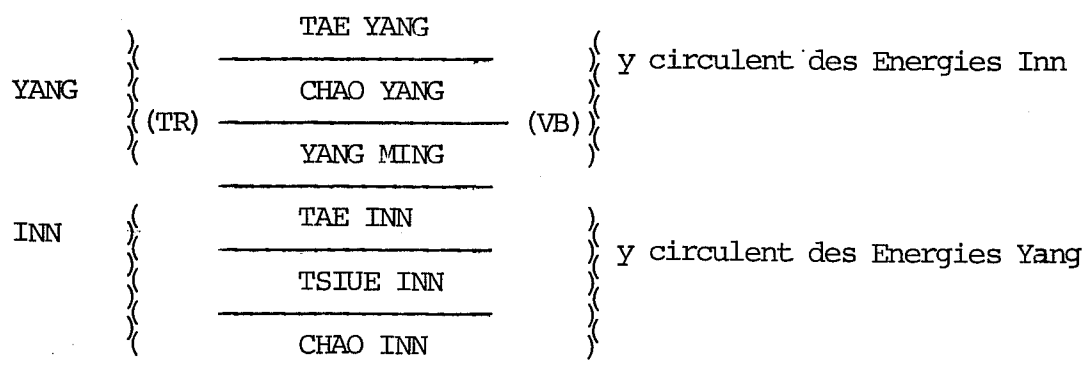 TAE YANG
y circulent des Energies Inn
YANG
CHAO YANG
(TR)
(VB)
YANG MING
TAE INN
INN
y circulent des Energies Yang
TSIUE INN
CHAO INN